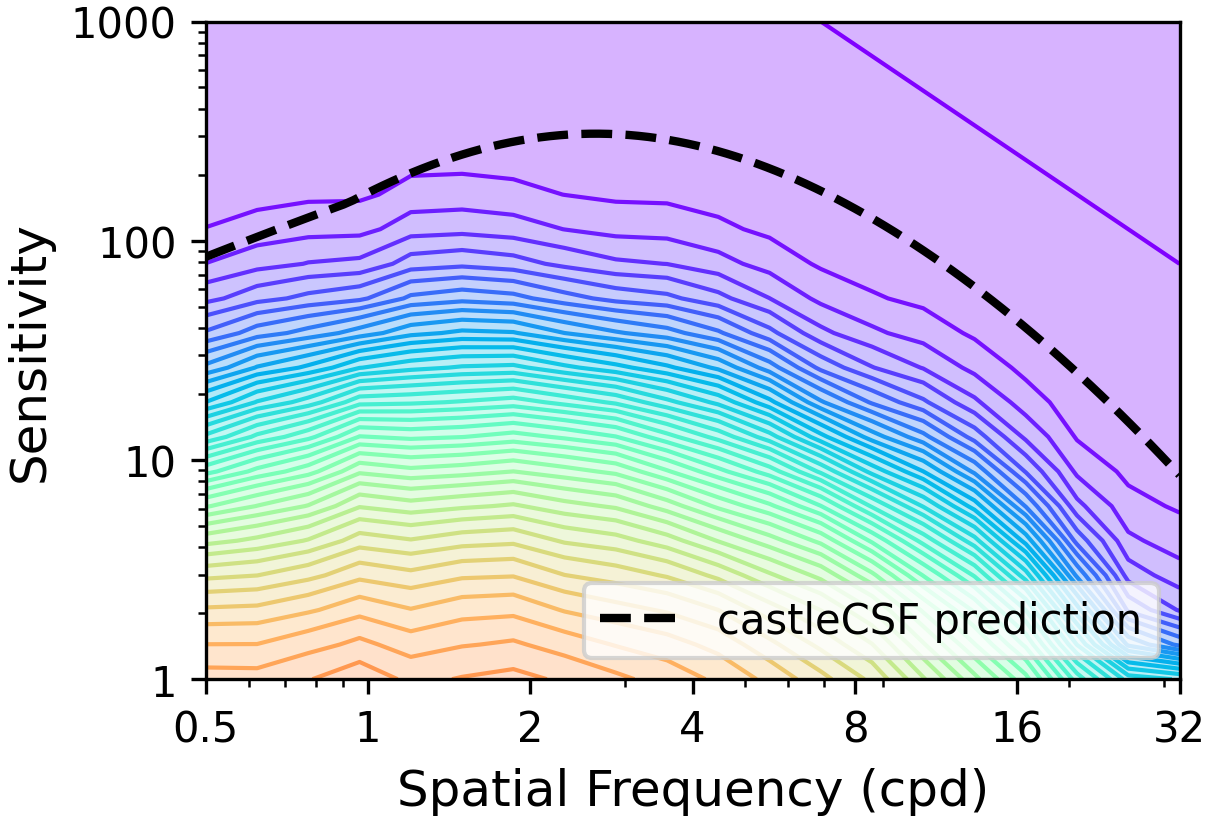 1000
100
10
1
Sensitivity
castleCSF prediction
0.5 1 2 4 8 16 32
Spatial Frequency (cpd)